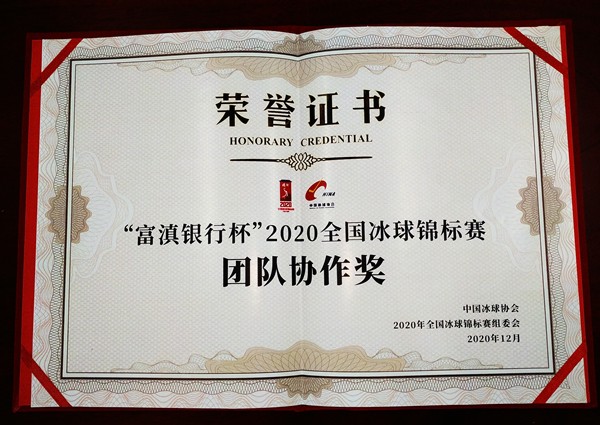 荣誉证书
HONORARY CREDENTIAL
2020
“富滇银行杯”2020全国冰球锦标赛
团队协作奖
中国冰球协会
2020年全国冰球锦标赛组委会
2020年12月